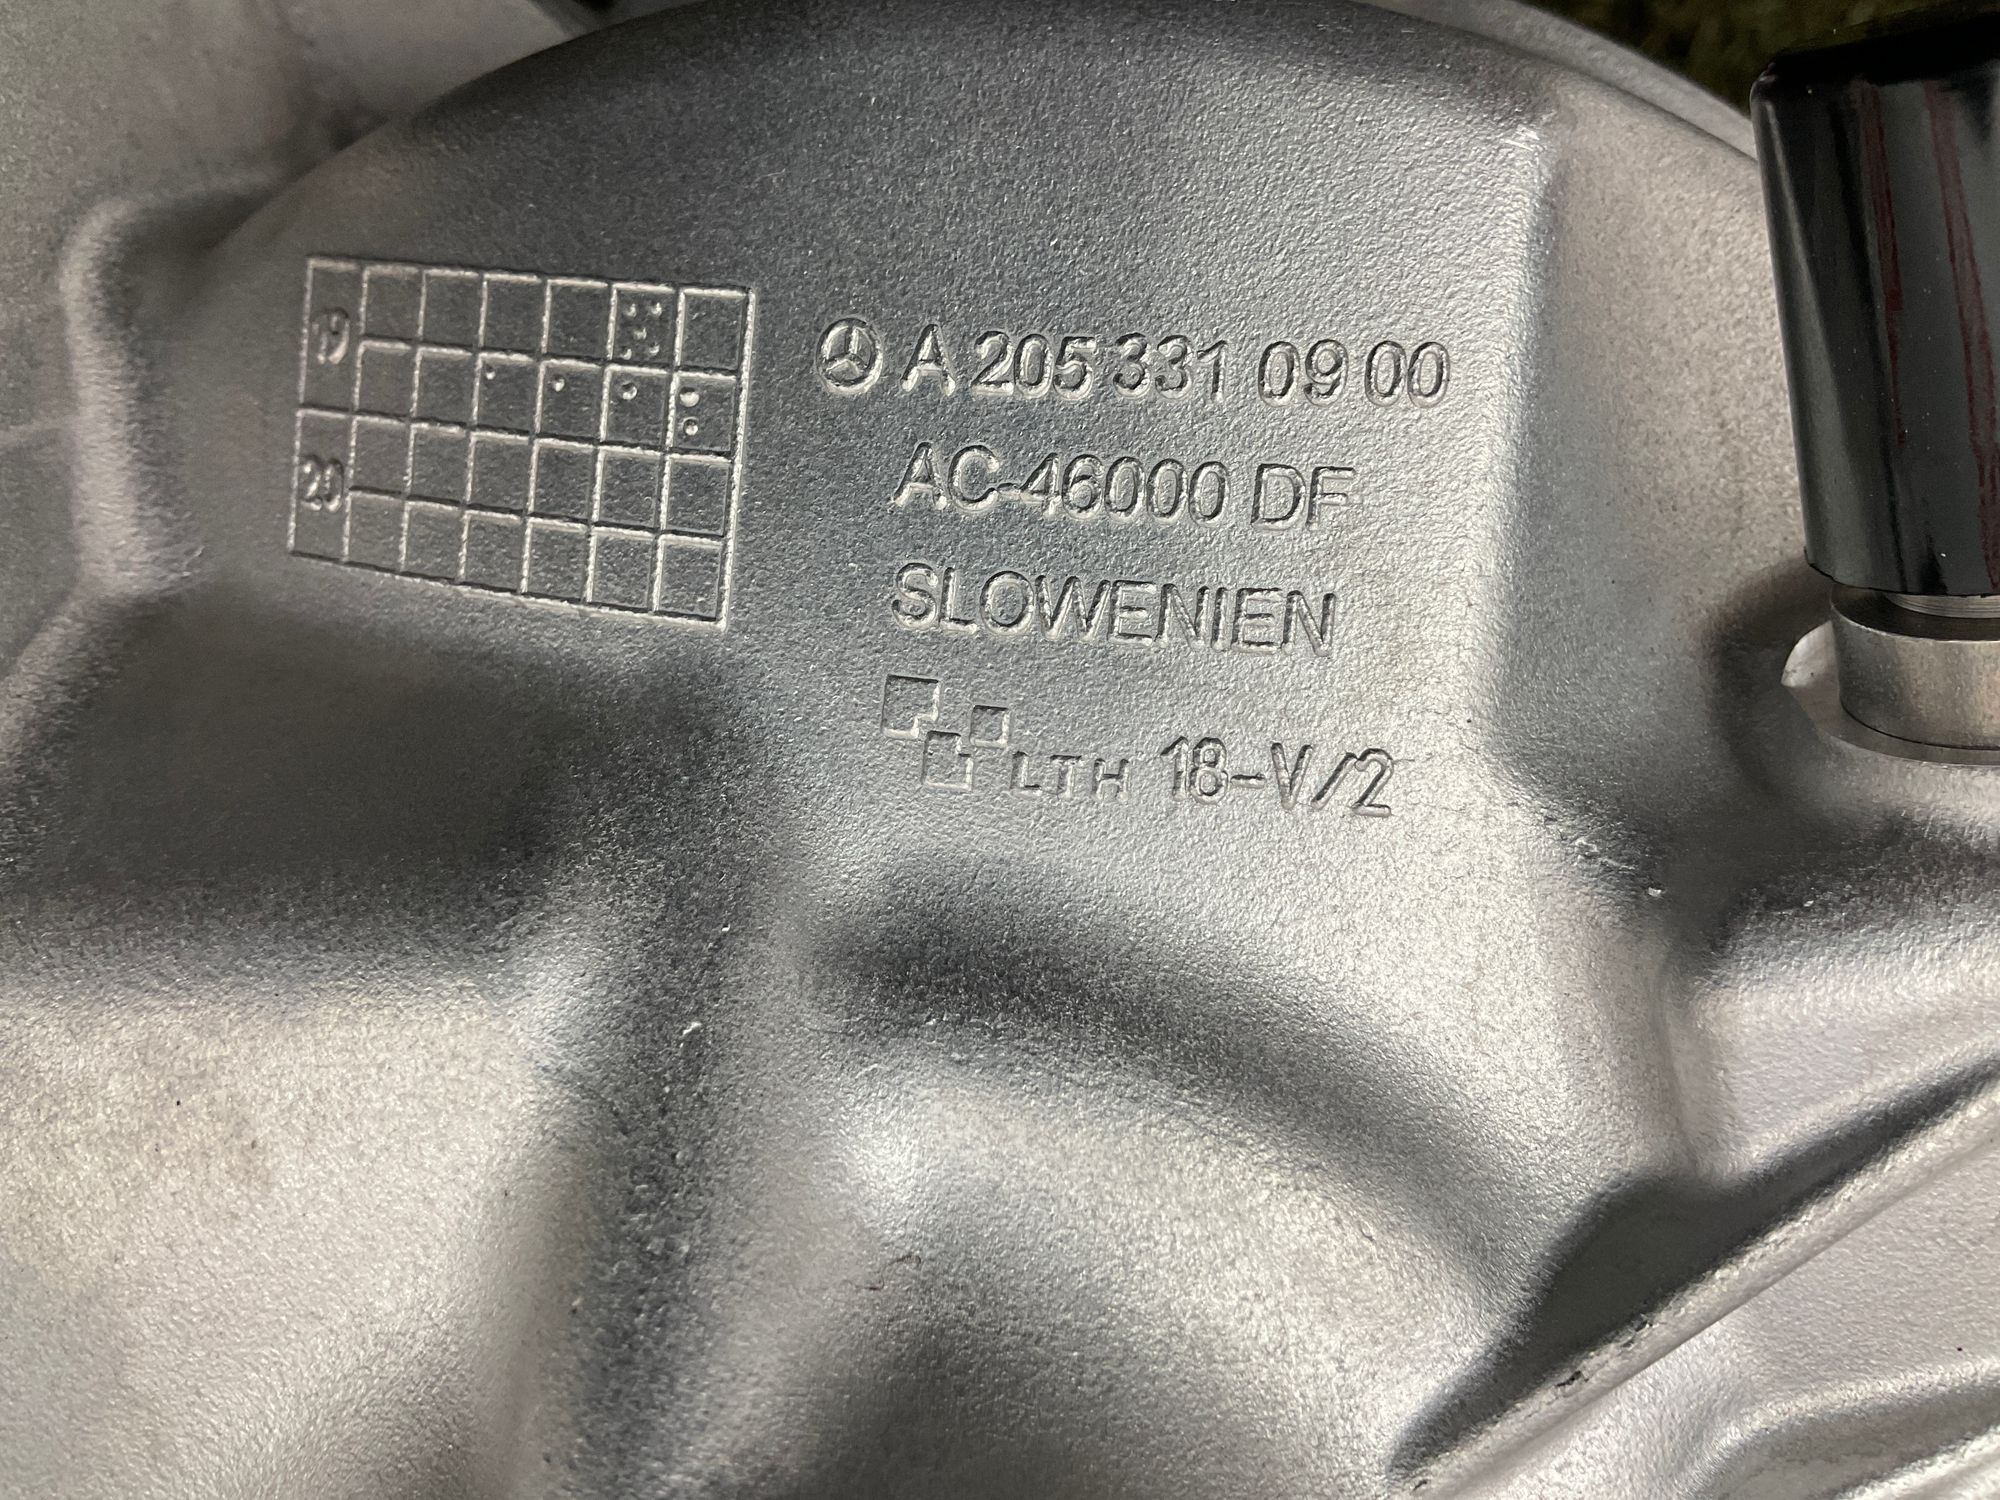 19
20
A 205 331 09 00
AC-46000 DF
SLOWENIEN
LTH 18-V/2